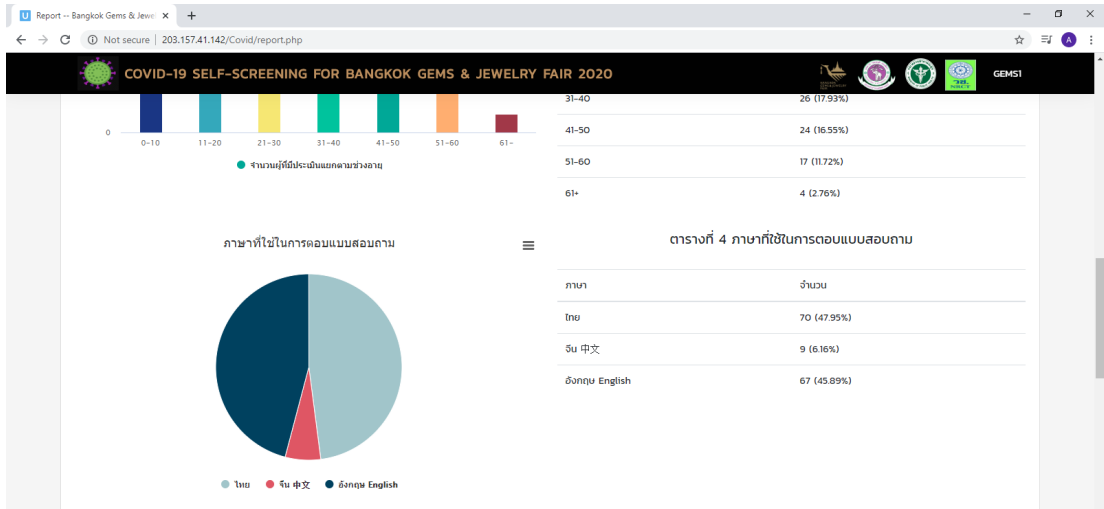 Report -- Bangkok Gems & Jewel
Not secure | 203.157.41.142/Covid/report.php
A
COVID-19 SELF-SCREENING FOR BANGKOK GEMS & JEWELRY FAIR 2020
GEMS1
31-40 26 (17.93%)
41-50 24 (16.55%)
51-60 17 (11.72%)
61+ 4 (2.76%)
0
0-10 11-20 21-30 31-40 41-50 51-60 61-
จำนวนผู้ที่มีประเมินแยกตามช่วงอายุ
ภาษาที่ใช้ในการตอบแบบสอบถาม
ไทย จีน 中文 อังกฤษ English
ตารางที่ 4 ภาษาที่ใช้ในการตอบแบบสอบถาม
ภาษา จำนวน
ไทย 70 (47.95%)
จีน 中文 9 (6.16%)
อังกฤษ English 67 (45.89%)